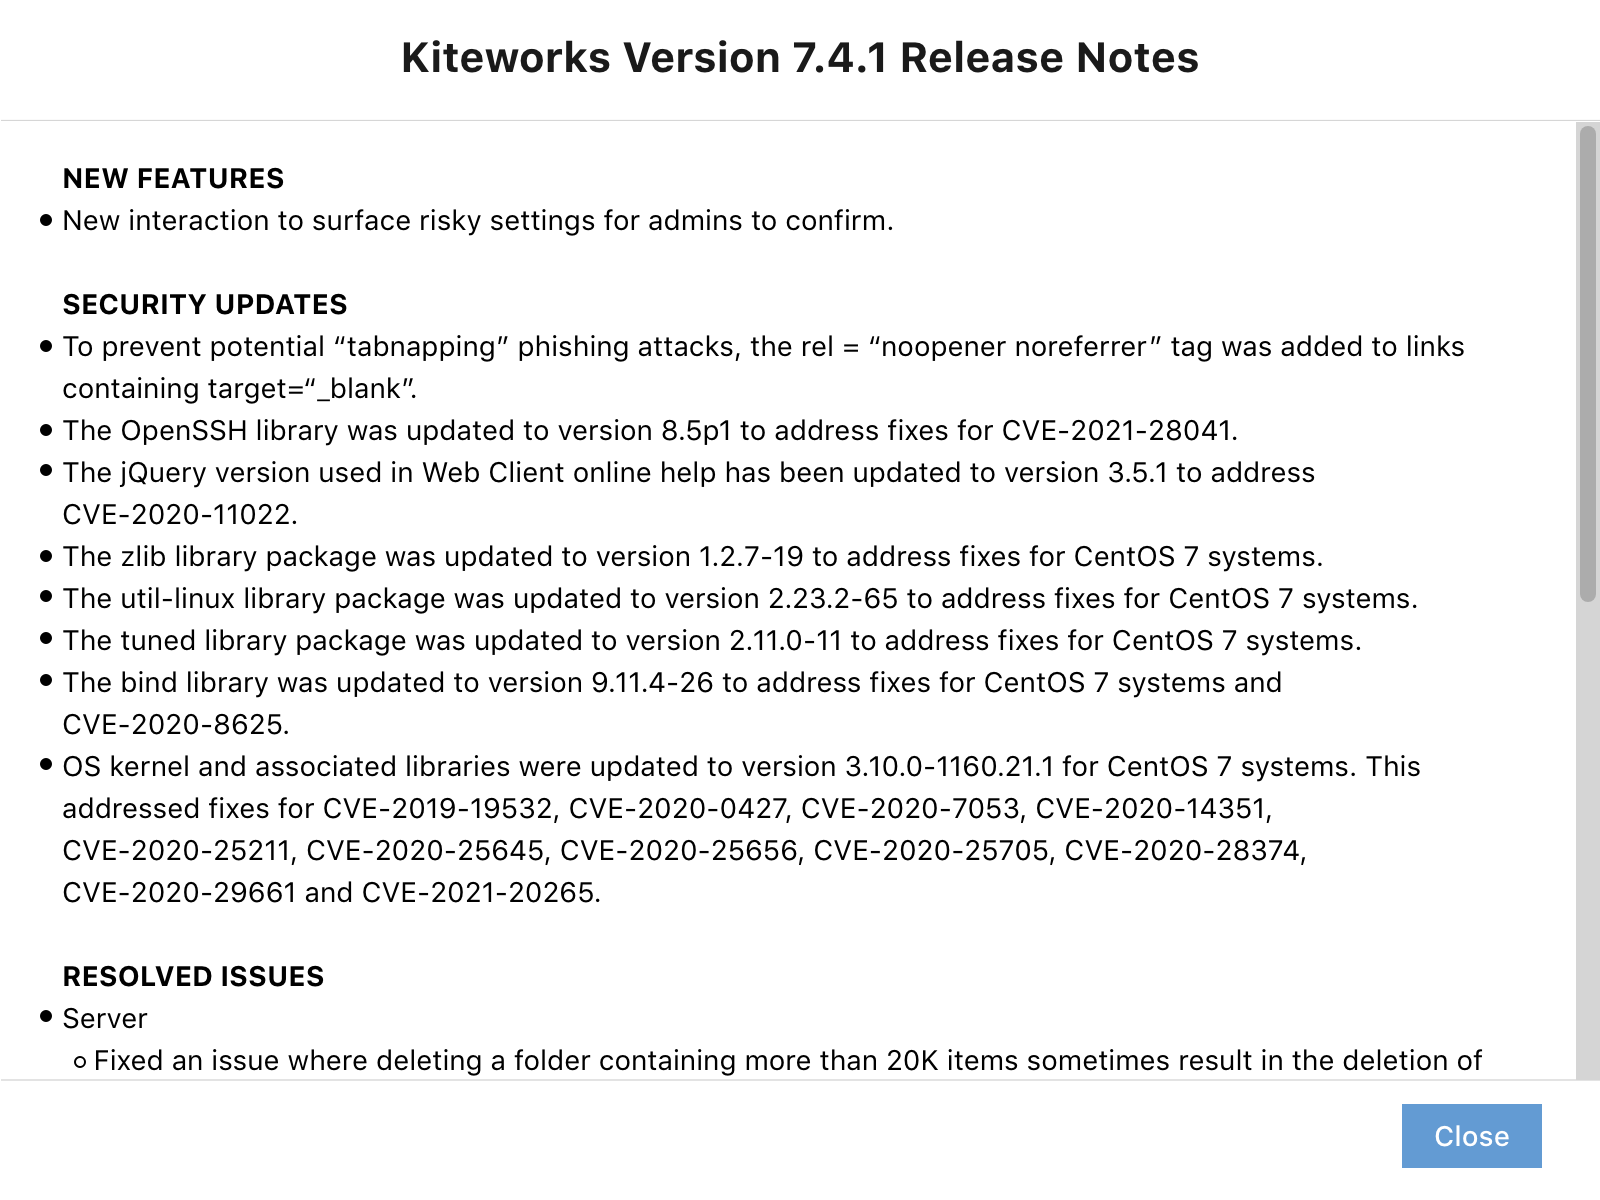 Kiteworks Version 7.4.1 Release Notes
NEW FEATURES
• New interaction to surface risky settings for admins to confirm.
SECURITY UPDATES
• To prevent potential “tabnapping” phishing attacks, the rel = “noopener noreferrer” tag was added to links
containing target=“_blank”.
• The OpenSSH library was updated to version 8.5p1 to address fixes for CVE-2021-28041.
• The jQuery version used in Web Client online help has been updated to version 3.5.1 to address
CVE-2020-11022.
• The zlib library package was updated to version 1.2.7-19 to address fixes for CentOS 7 systems.
• The util-linux library package was updated to version 2.23.2-65 to address fixes for CentOS 7 systems.
• The tuned library package was updated to version 2.11.0-11 to address fixes for CentOS 7 systems.
• The bind library was updated to version 9.11.4-26 to address fixes for CentOS 7 systems and
CVE-2020-8625.
• OS kernel and associated libraries were updated to version 3.10.0-1160.21.1 for CentOS 7 systems. This
addressed fixes for CVE-2019-19532, CVE-2020-0427, CVE-2020-7053, CVE-2020-14351,
CVE-2020-25211, CVE-2020-25645, CVE-2020-25656, CVE-2020-25705, CVE-2020-28374,
CVE-2020-29661 and CVE-2021-20265.
RESOLVED ISSUES
• Server
○ Fixed an issue where deleting a folder containing more than 20K items sometimes result in the deletion of
Close